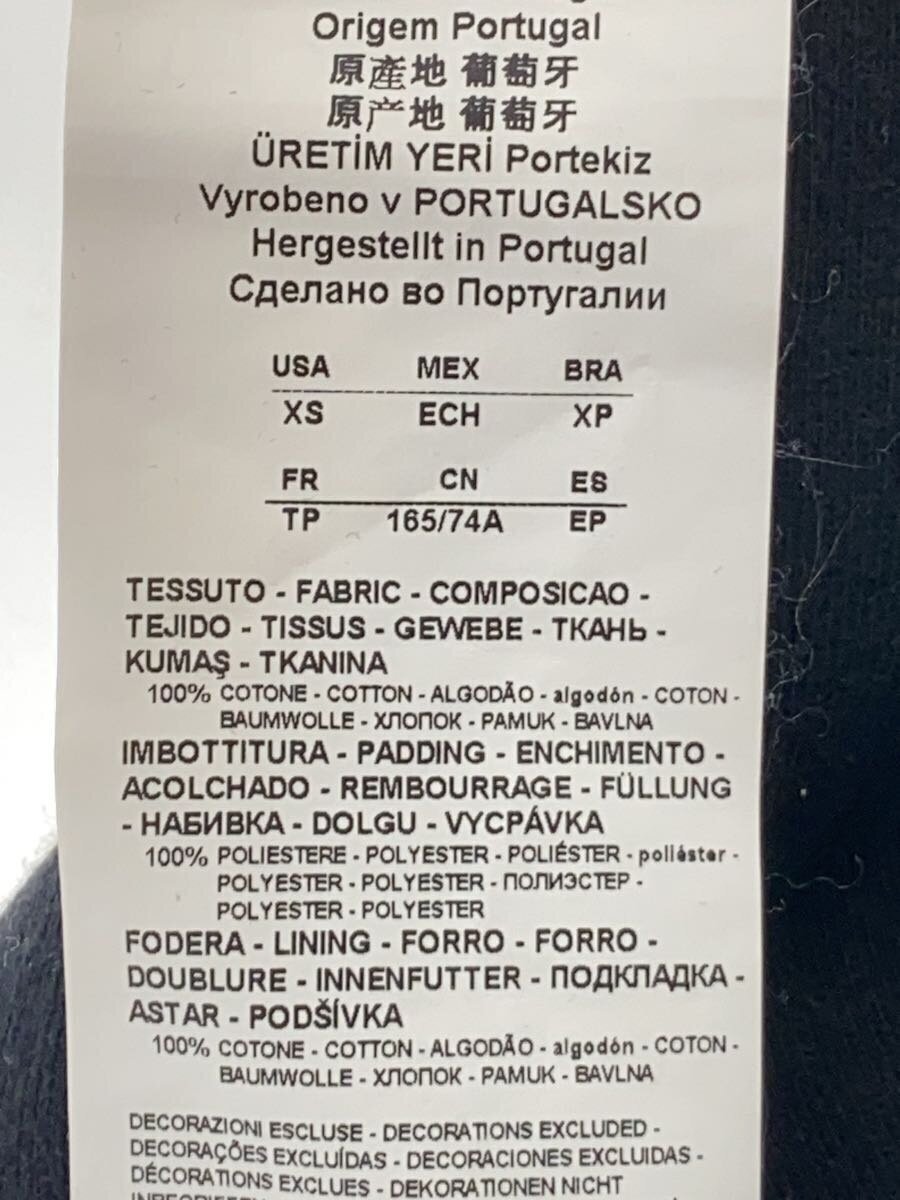 Origem Portugal
原產地 葡萄牙
原产地 葡萄牙
ÜRETİM YERİ Portekiz
Vyrobeno v PORTUGALSKO
Hergestellt in Portugal
Сделано во Португалии
USA MEX BRA
XS ECH XP
FR CN ES
TP 165/74A EP
TESSUTO - FABRIC - COMPOSICAO -
TEJIDO - TISSUS - GEWEBE - ТКАНЬ -
KUMAŞ - TKANINA
100% COTONE - COTTON - ALGODÃO - algodón - COTON -
BAUMWOLLE - ХЛОПОК - PAMUK - BAVLNA
IMBOTTITURA - PADDING - ENCHIMENTO -
ACOLCHADO - REMBOURRAGE - FÜLLUNG
- НАБИВКА - DOLGU - VYCPÁVKA
100% POLIESTERE - POLYESTER - POLIÉSTER - poliéster -
POLYESTER - POLYESTER - ПОЛИЭСТЕР -
POLYESTER - POLYESTER
FODERA - LINING - FORRO - FORRO -
DOUBLURE - INNENFUTTER - ПОДКЛАДКА -
ASTAR - PODŠÍVKA
100% COTONE - COTTON - ALGODÃO - algodón - COTON -
BAUMWOLLE - ХЛОПОК - PAMUK - BAVLNA
DECORAZIONI ESCLUSE - DECORATIONS EXCLUDED -
DECORAÇÕES EXCLUÍDAS - DECORACIONES EXCLUIDAS -
DÉCORATIONS EXCLUES - DEKORATIONEN NICHT